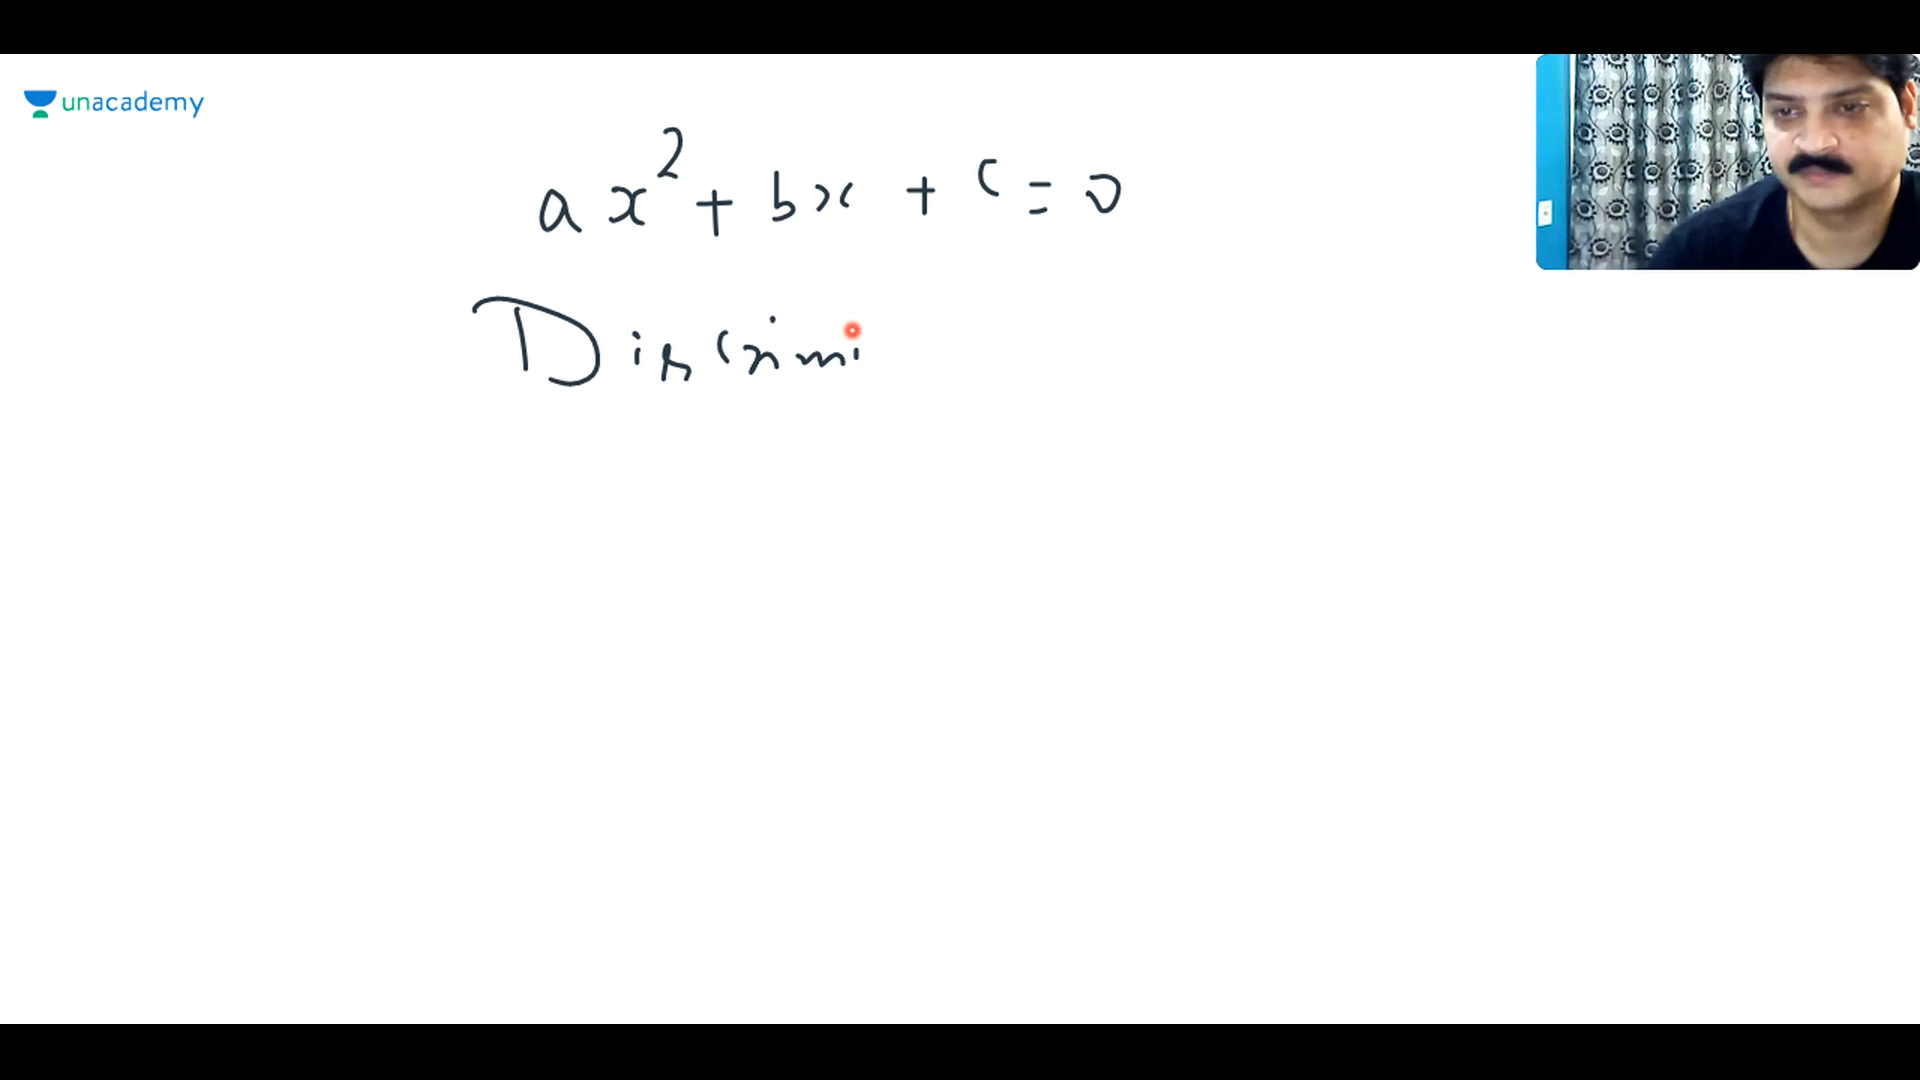 unacademy
ax² + bx + c = 0
Discrimi